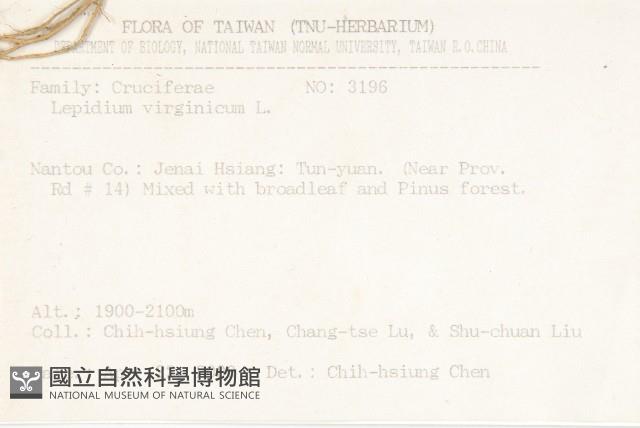 FLORA OF TAIWAN (TNU-HERBARIUM)
DEPARTMENT OF BIOLOGY, NATIONAL TAIWAN NORMAL UNIVERSITY, TAIWAN R.O.CHINA
Family: Cruciferae NO: 3196
Lepidium virginicum L.
Nantou Co.: Jenai Hsiang: Tun-yuan. (Near Prov.
Rd # 14) Mixed with broadleaf and Pinus forest.
Alt.; 1900-2100m
Coll.: Chih-hsiung Chen, Chang-tse Lu, & Shu-chuan Liu
Det.: Chih-hsiung Chen
國立自然科學博物館
NATIONAL MUSEUM OF NATURAL SCIENCE